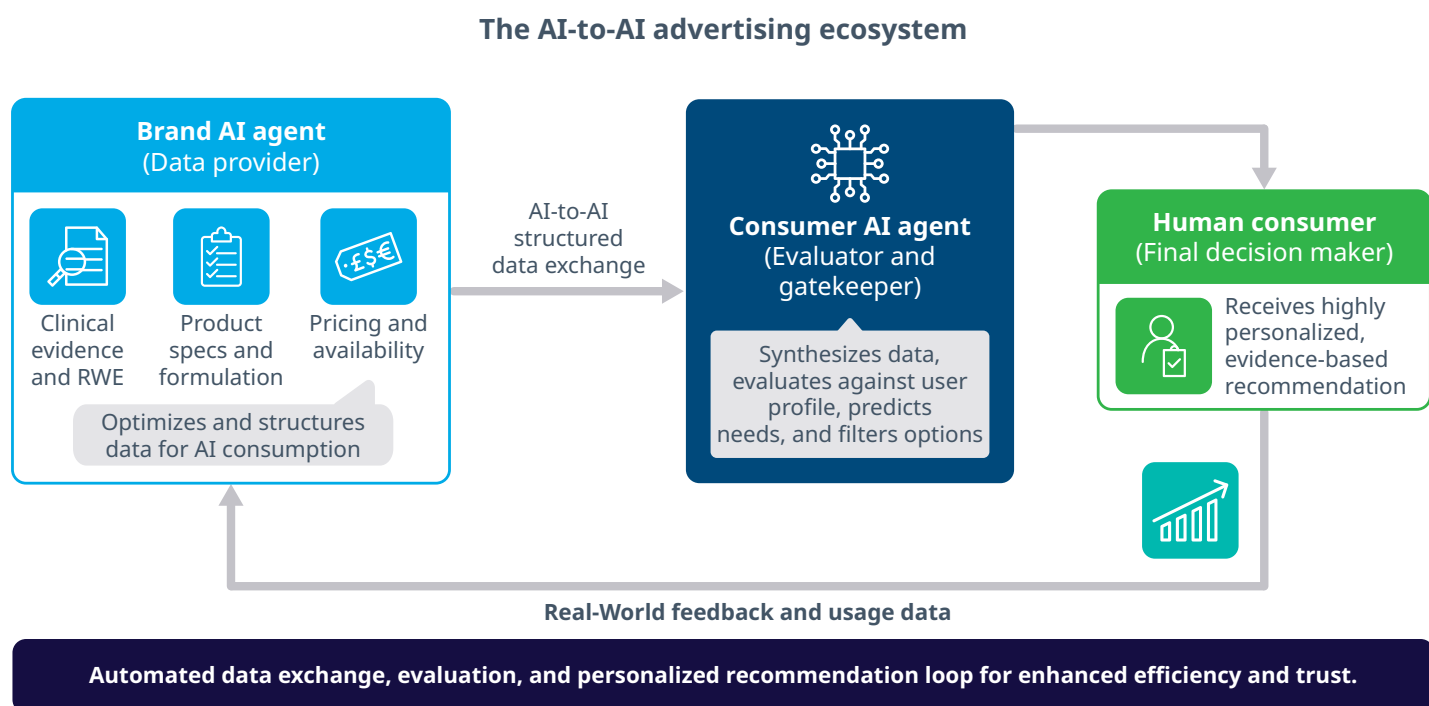 The AI-to-AI advertising ecosystem
Brand AI agent
(Data provider)
Clinical
evidence
and RWE
Product
specs and
formulation
£$€
Pricing and
availability
Optimizes and structures
data for AI consumption
AI-to-AI
structured
data exchange
Consumer AI agent
(Evaluator and
gatekeeper)
Synthesizes data,
evaluates against user
profile, predicts
needs, and filters options
Human consumer
(Final decision maker)
Receives highly
personalized,
evidence-based
recommendation
Real-World feedback and usage data
Automated data exchange, evaluation, and personalized recommendation loop for enhanced efficiency and trust.